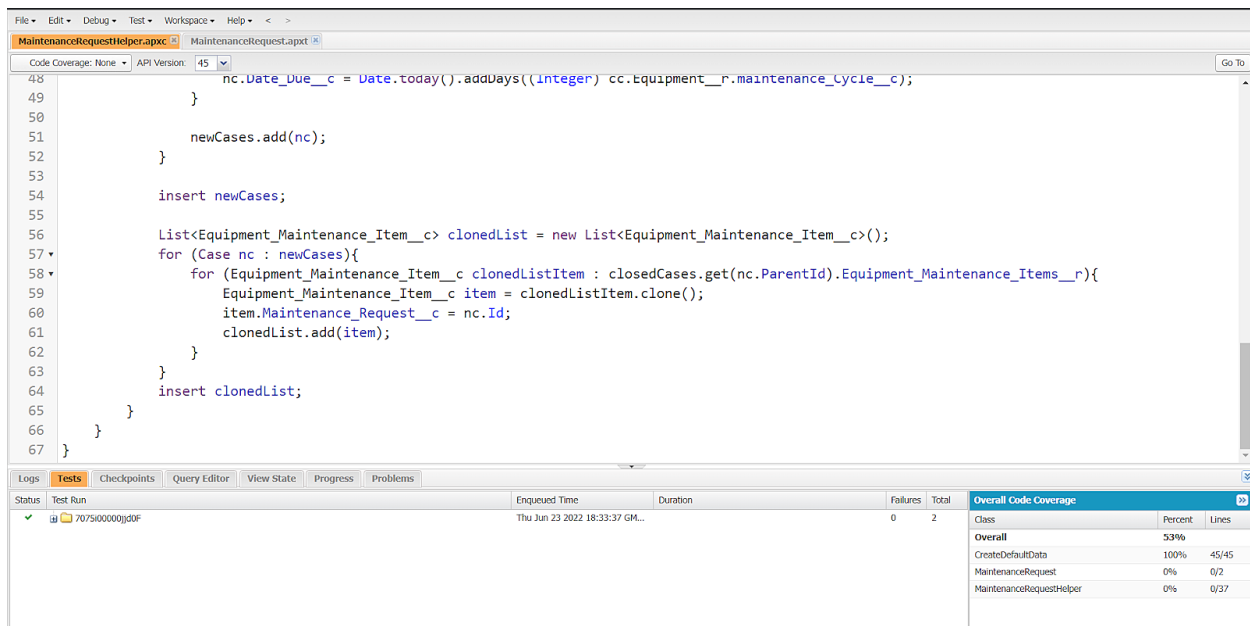 File Edit Debug Test Workspace Help < >
MaintenanceRequestHelper.apxc MaintenanceRequest.apxt
Code Coverage: None API Version: 45 Go To
48 nc.Date_Due__c = Date.today().addDays((Integer) cc.Equipment__r.maintenance_Cycle__c);
49 }
50
51 newCases.add(nc);
52 }
53
54 insert newCases;
55
56 List<Equipment_Maintenance_Item__c> clonedList = new List<Equipment_Maintenance_Item__c>();
57 for (Case nc : newCases){
58 for (Equipment_Maintenance_Item__c clonedListItem : closedCases.get(nc.ParentId).Equipment_Maintenance_Items__r){
59 Equipment_Maintenance_Item__c item = clonedListItem.clone();
60 item.Maintenance_Request__c = nc.Id;
61 clonedList.add(item);
62 }
63 }
64 insert clonedList;
65 }
66 }
67 }
Logs Tests Checkpoints Query Editor View State Progress Problems
Status Test Run Enqueued Time Duration Failures Total Overall Code Coverage
7075i00000jjd0F Thu Jun 23 2022 18:33:37 GM... 0 2 Class Percent Lines
Overall 53%
CreateDefaultData 100% 45/45
MaintenanceRequest 0% 0/2
MaintenanceRequestHelper 0% 0/37